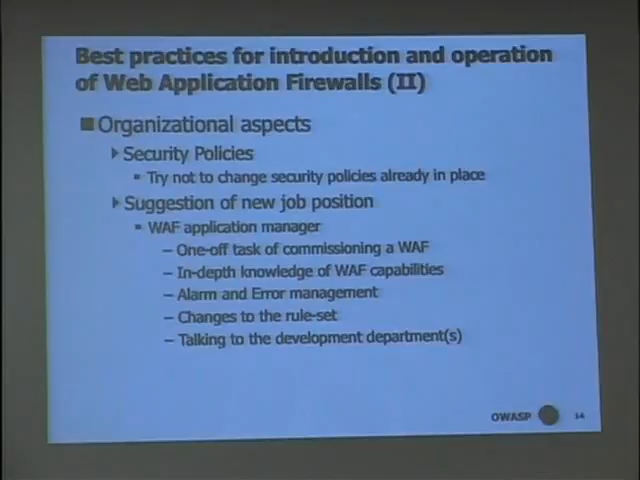 Best practices for introduction and operation
of Web Application Firewalls (II)
Organizational aspects
Security Policies
Try not to change security policies already in place
Suggestion of new job position
WAF application manager
– One-off task of commissioning a WAF
– In-depth knowledge of WAF capabilities
– Alarm and Error management
– Changes to the rule-set
– Talking to the development department(s)
OWASP
14